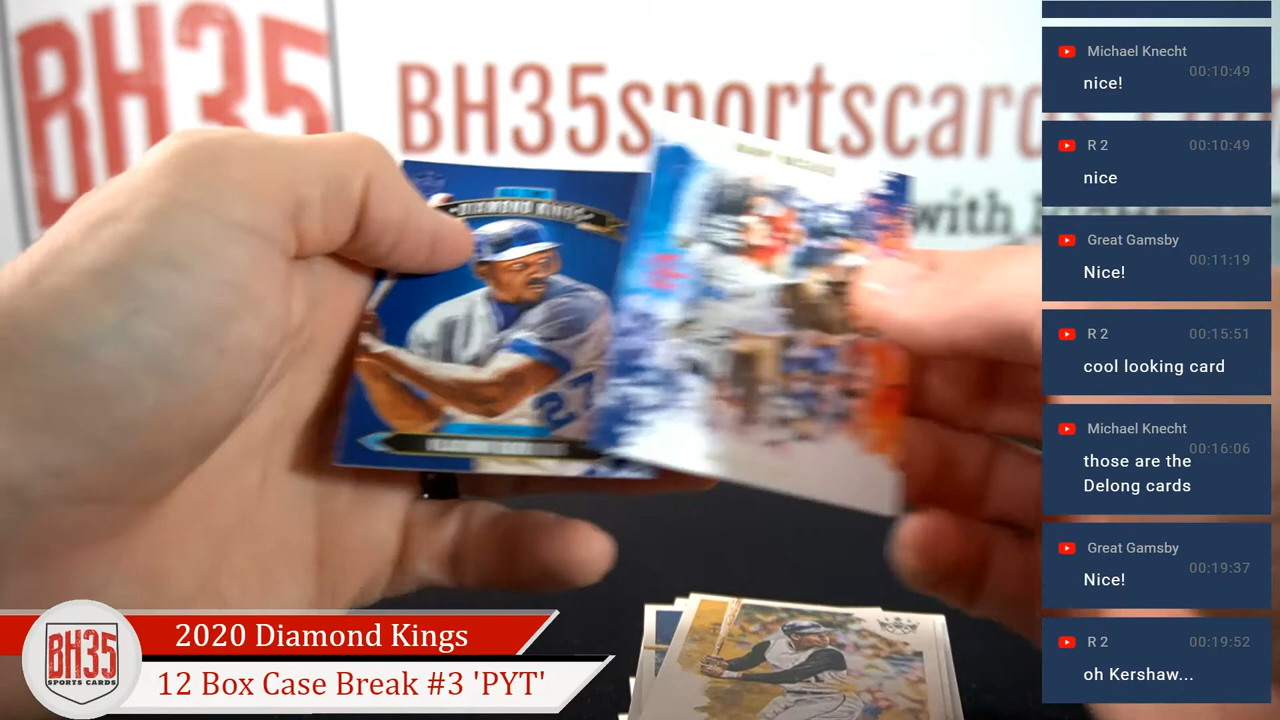 BH35
BH35sportscard
with
DIAMOND KINGS
27
Michael Knecht
00:10:49
nice!
R 2
00:10:49
nice
Great Gamsby
00:11:19
Nice!
R 2
00:15:51
cool looking card
Michael Knecht
00:16:06
those are the
Delong cards
Great Gamsby
00:19:37
Nice!
R 2
00:19:52
oh Kershaw...
BH35
SPORTS CARDS
2020 Diamond Kings
12 Box Case Break #3 'PYT'